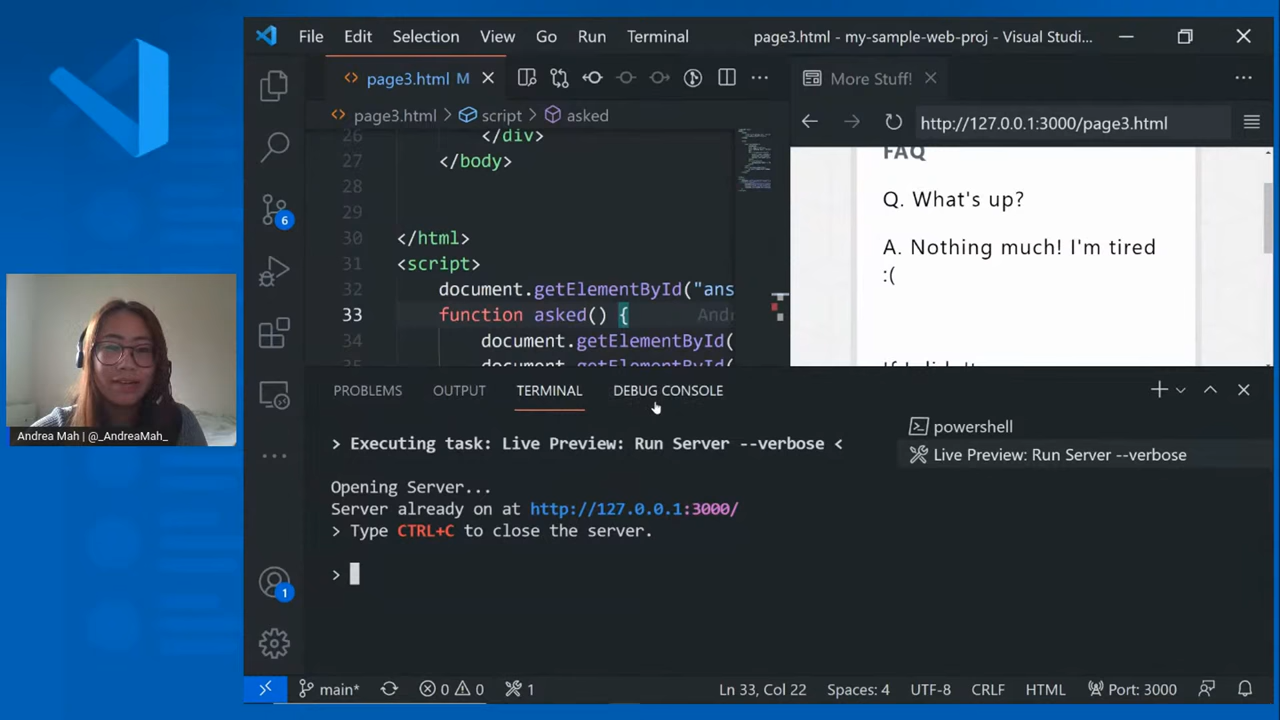 File Edit Selection View Go Run Terminal page3.html - my-sample-web-proj - Visual Studi...
page3.html M
More Stuff!
page3.html > script > asked
http://127.0.0.1:3000/page3.html
26 </div>
27 </body>
28
29
30 </html>
31 <script>
32 document.getElementById("ans
33 function asked() {
34 document.getElementById(
35 document.getElementById(
FAQ
Q. What's up?
A. Nothing much! I'm tired
:(
If I didn't
6
Andrea Mah | @_AndreaMah_
PROBLEMS OUTPUT TERMINAL DEBUG CONSOLE
> Executing task: Live Preview: Run Server --verbose <
Opening Server...
Server already on at http://127.0.0.1:3000/
> Type CTRL+C to close the server.
>
powershell
Live Preview: Run Server --verbose
1
main* 0 0 1 Ln 33, Col 22 Spaces: 4 UTF-8 CRLF HTML Port: 3000